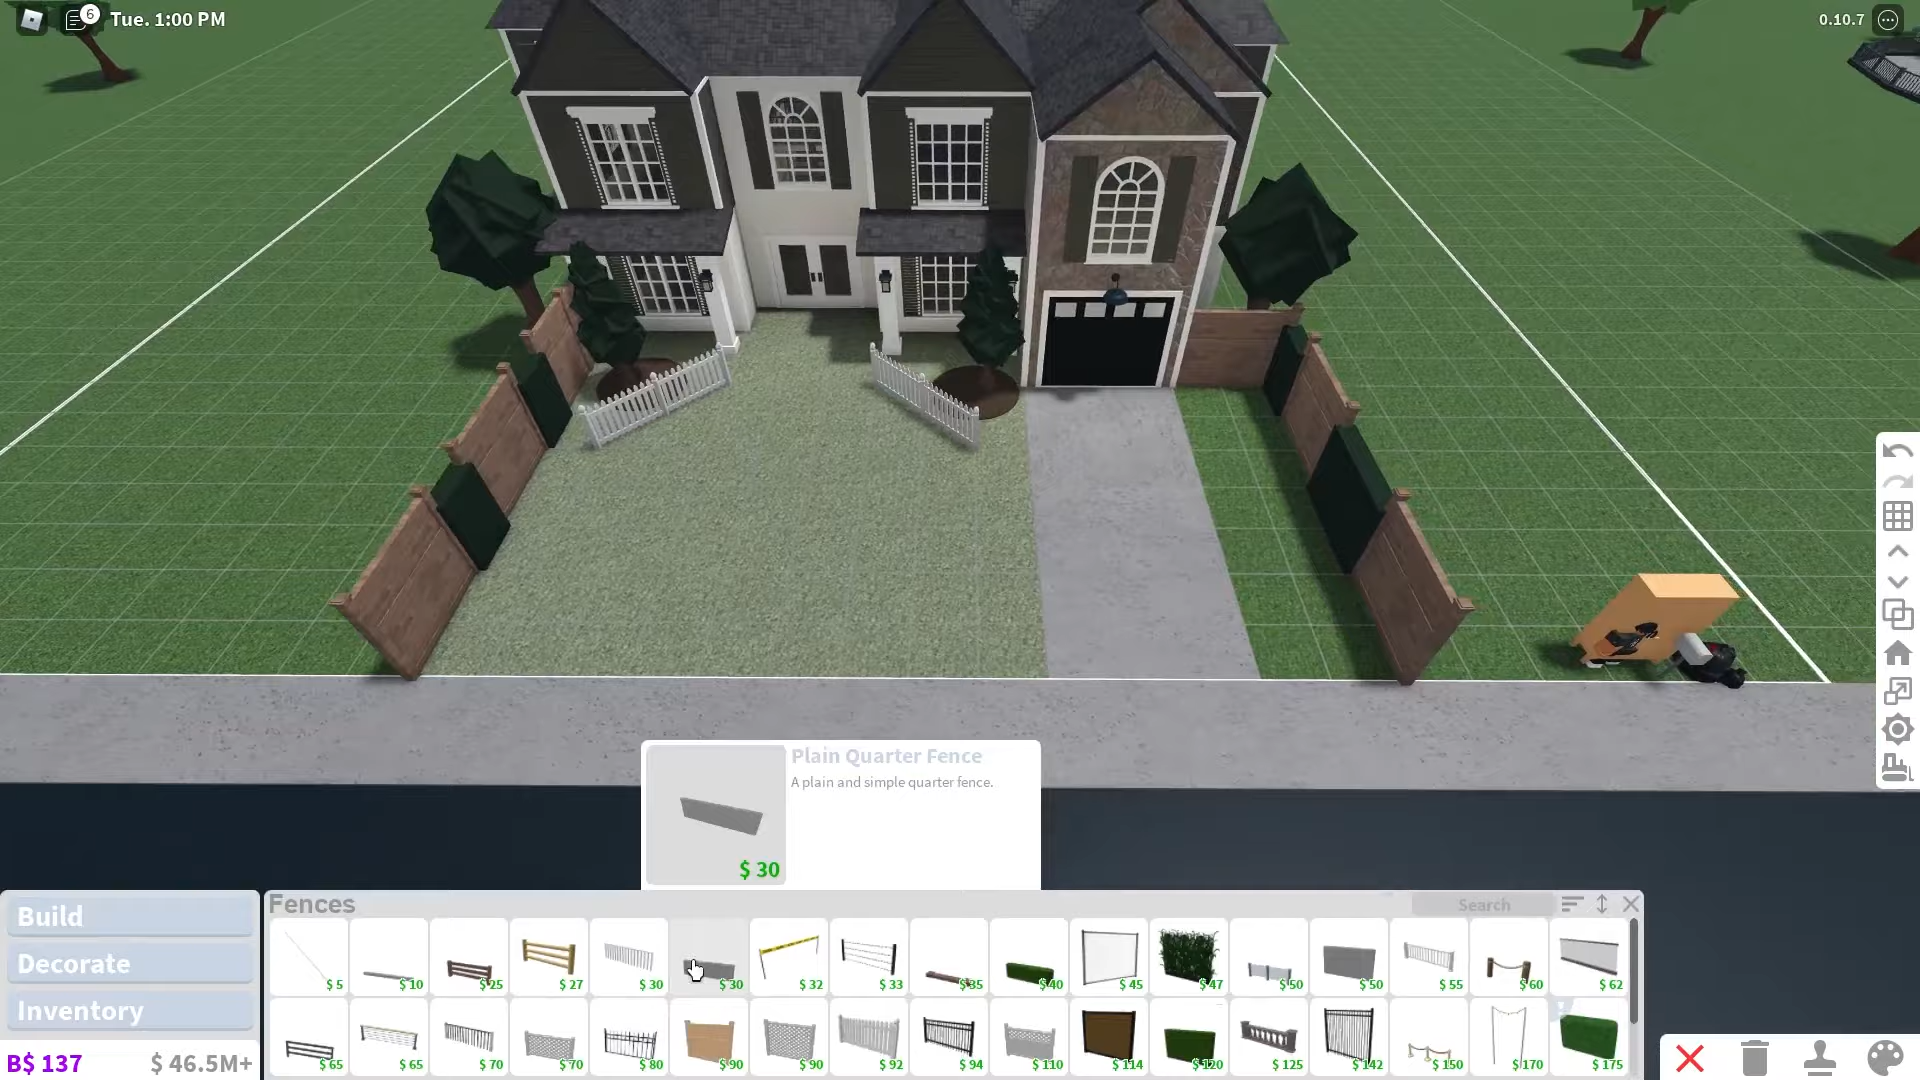 6 Tue. 1:00 PM
0.10.7
Plain Quarter Fence
A plain and simple quarter fence.
$ 30
Build
Decorate
Inventory
B$ 137 $ 46.5M+
Fences
Search
$ 5 $ 10 $ 25 $ 27 $ 30 $ 30 $ 32 $ 33 $ 35 $ 40 $ 45 $ 47 $ 50 $ 50 $ 55 $ 60 $ 62
$ 65 $ 65 $ 70 $ 70 $ 80 $ 90 $ 90 $ 92 $ 94 $ 110 $ 114 $ 120 $ 125 $ 142 $ 150 $ 170 $ 175